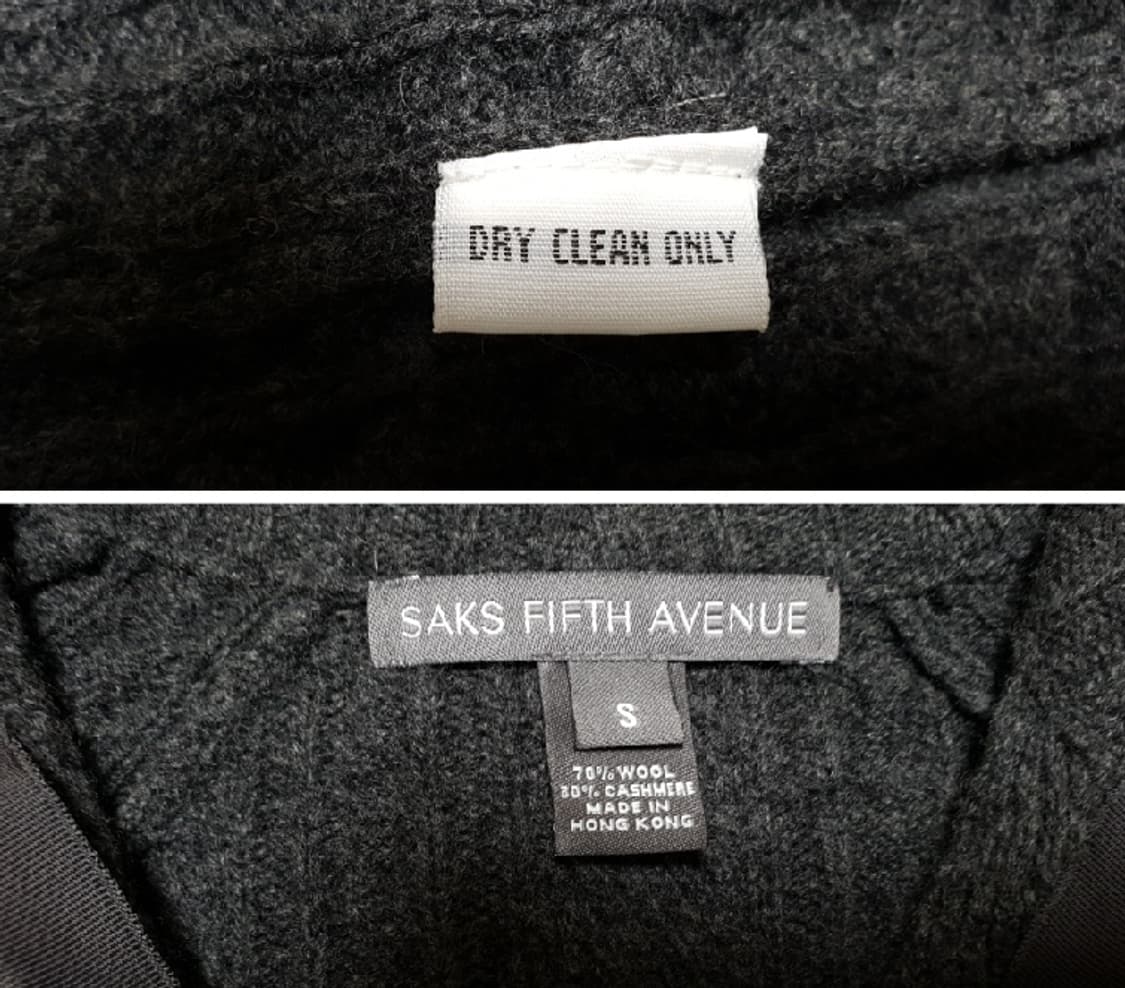 DRY CLEAN ONLY
SAKS FIFTH AVENUE
S
70% WOOL
30% CASHMERE
MADE IN
HONG KONG